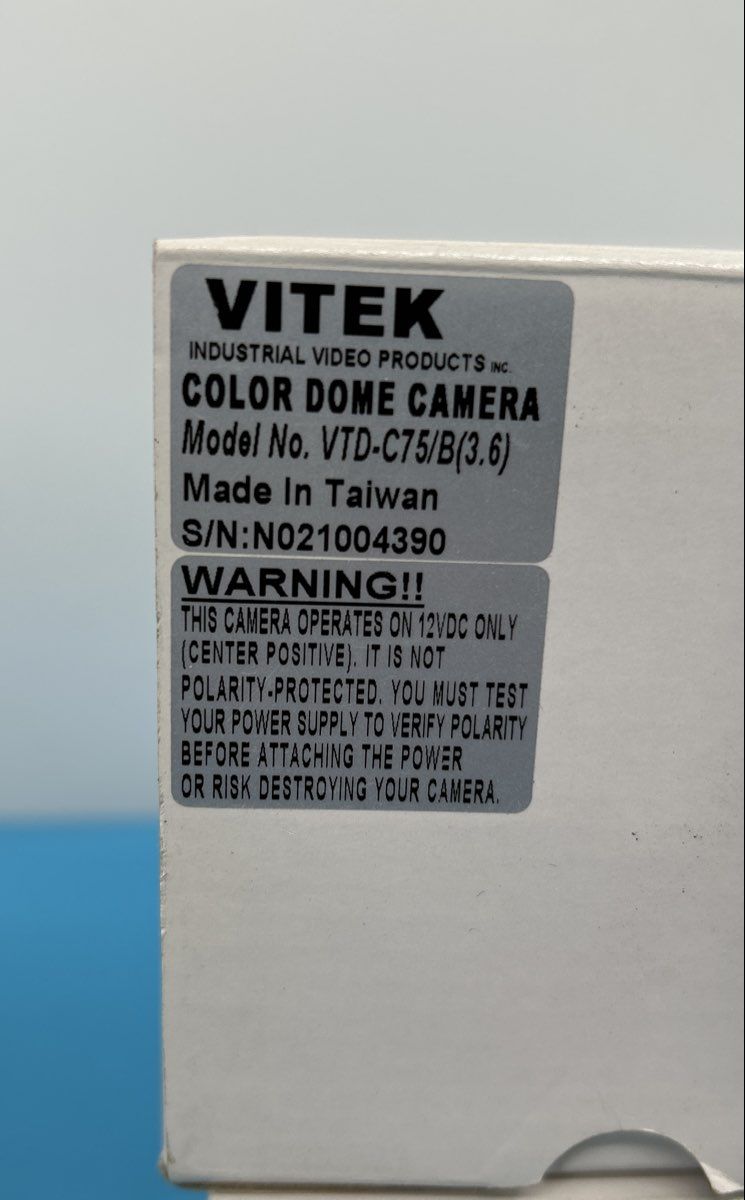 VITEK
INDUSTRIAL VIDEO PRODUCTS INC.
COLOR DOME CAMERA
Model No. VTD-C75/B(3.6)
Made In Taiwan
S/N:N021004390
WARNING!!
THIS CAMERA OPERATES ON 12VDC ONLY
(CENTER POSITIVE). IT IS NOT
POLARITY-PROTECTED. YOU MUST TEST
YOUR POWER SUPPLY TO VERIFY POLARITY
BEFORE ATTACHING THE POWER
OR RISK DESTROYING YOUR CAMERA.